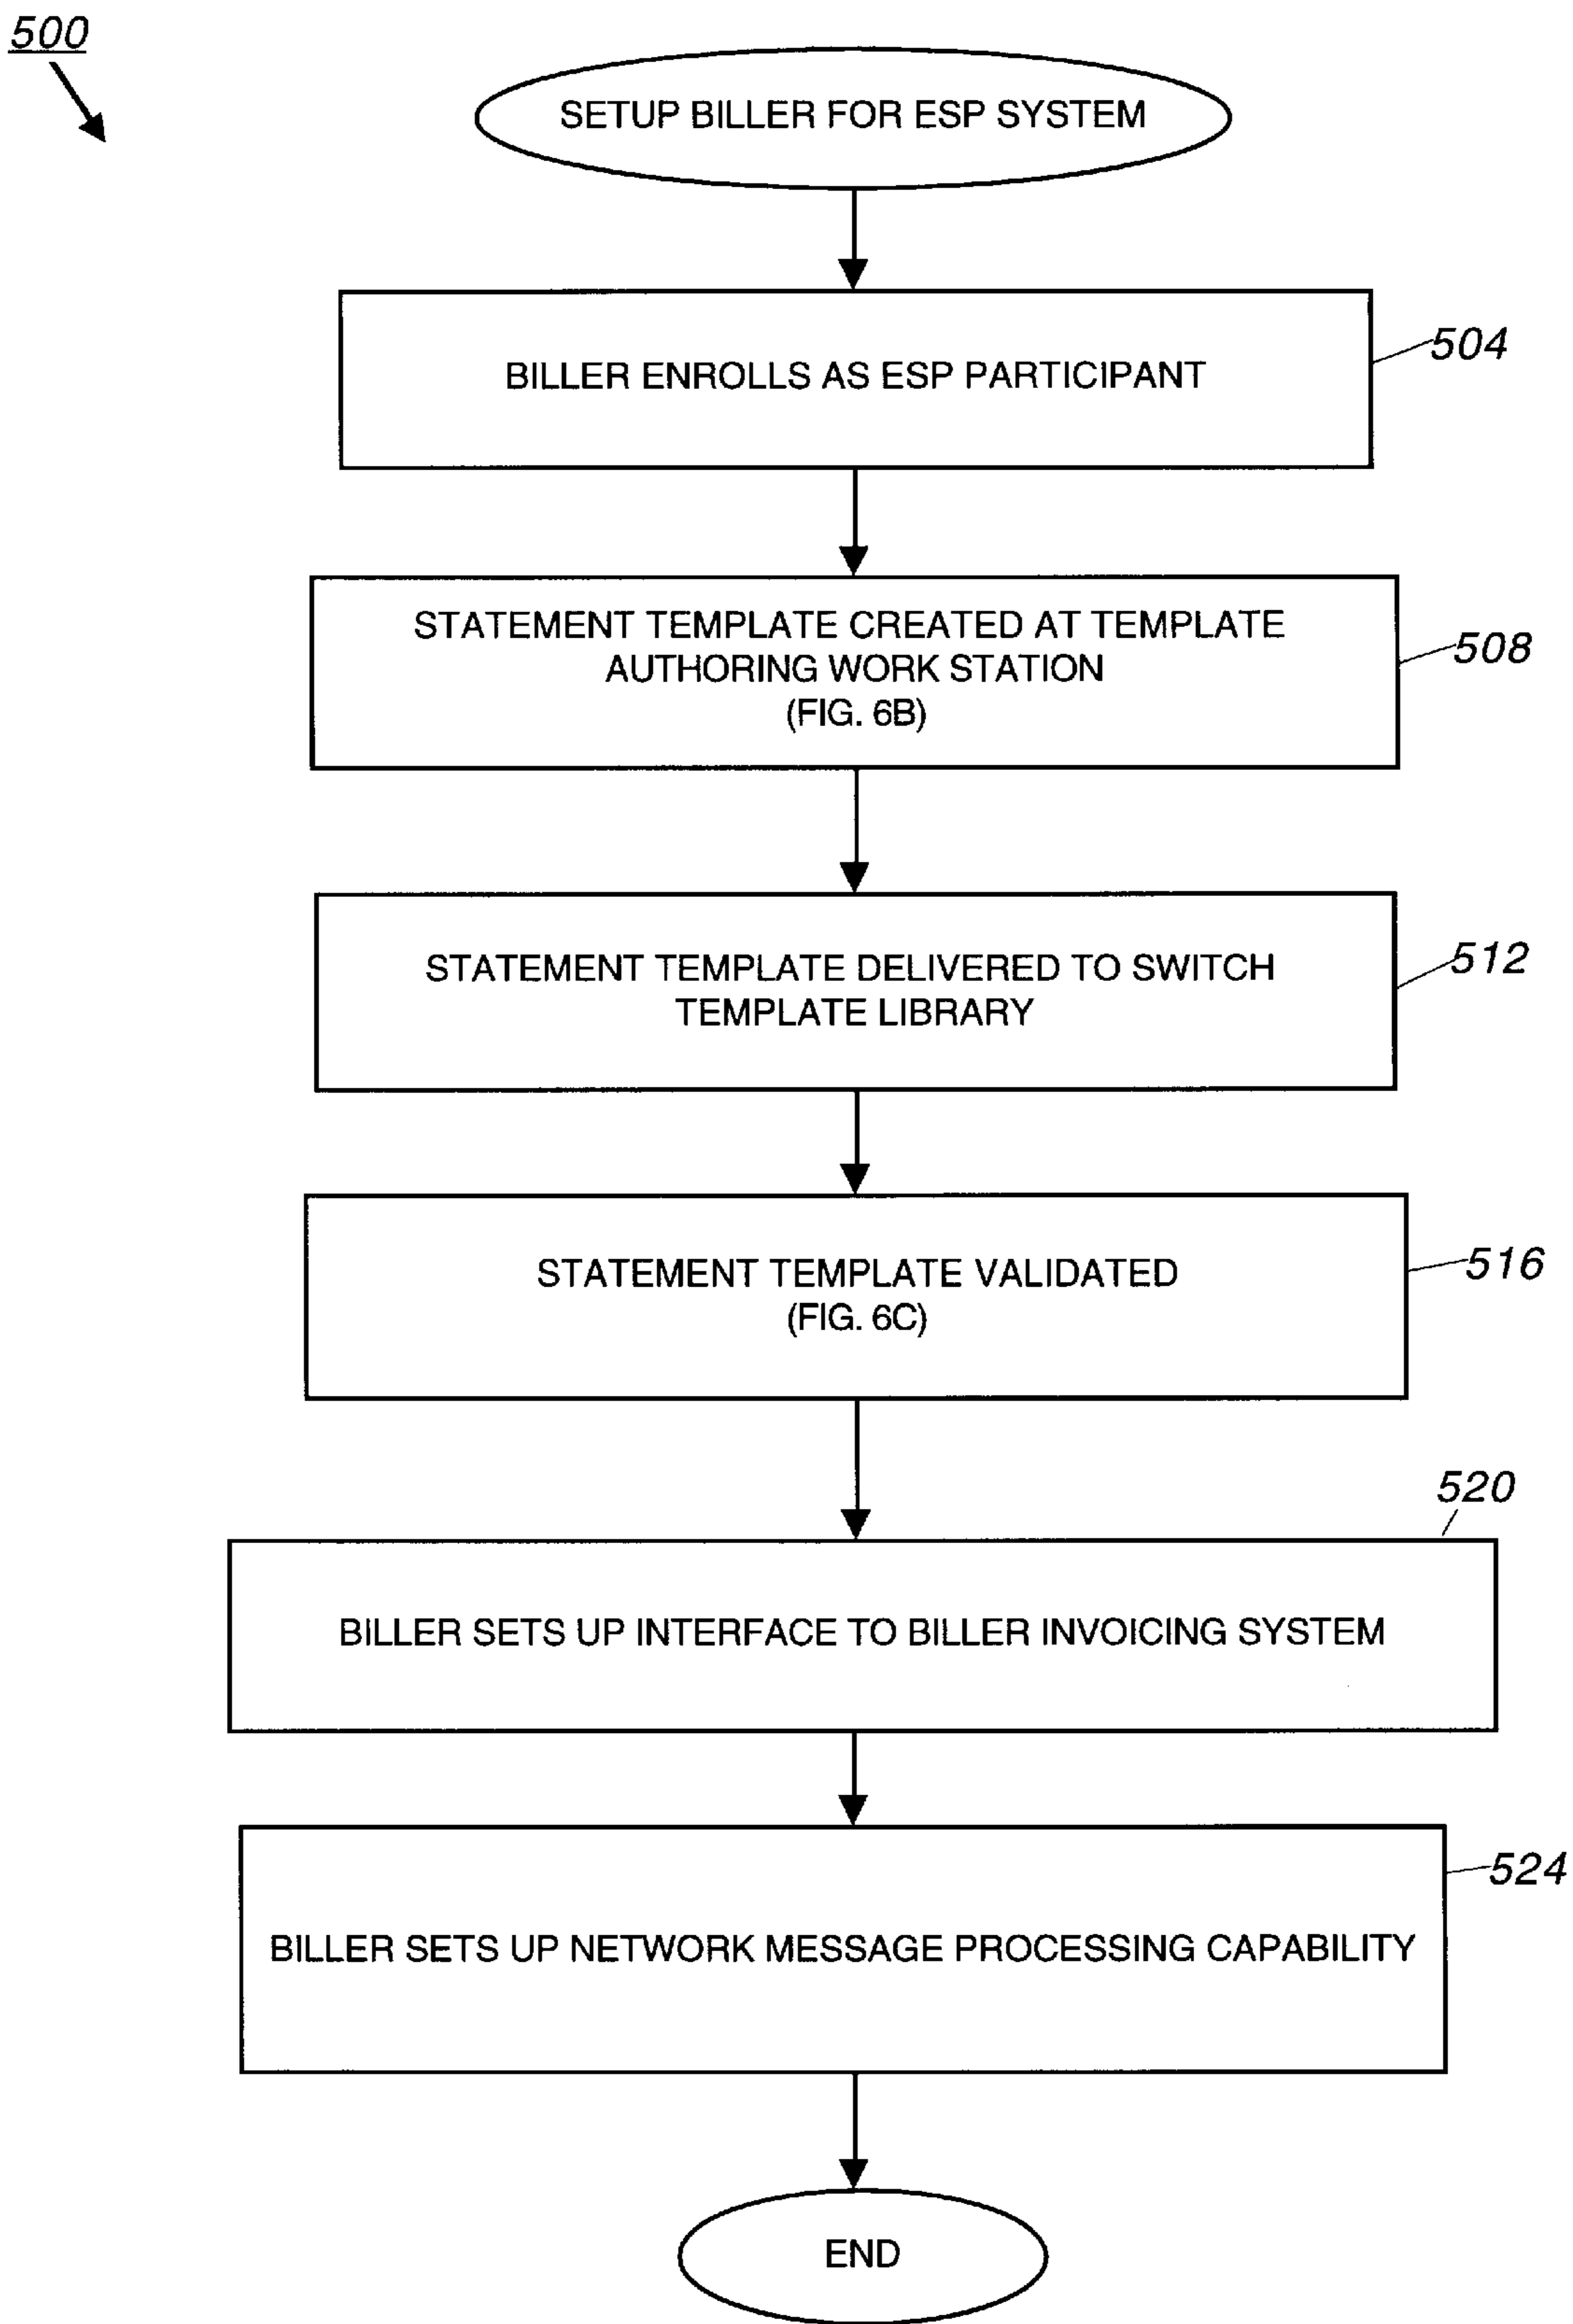 500
SETUP BILLER FOR ESP SYSTEM
BILLER ENROLLS AS ESP PARTICIPANT
504
STATEMENT TEMPLATE CREATED AT TEMPLATE
AUTHORING WORK STATION
(FIG. 6B)
508
STATEMENT TEMPLATE DELIVERED TO SWITCH
TEMPLATE LIBRARY
512
STATEMENT TEMPLATE VALIDATED
(FIG. 6C)
516
520
BILLER SETS UP INTERFACE TO BILLER INVOICING SYSTEM
524
BILLER SETS UP NETWORK MESSAGE PROCESSING CAPABILITY
END